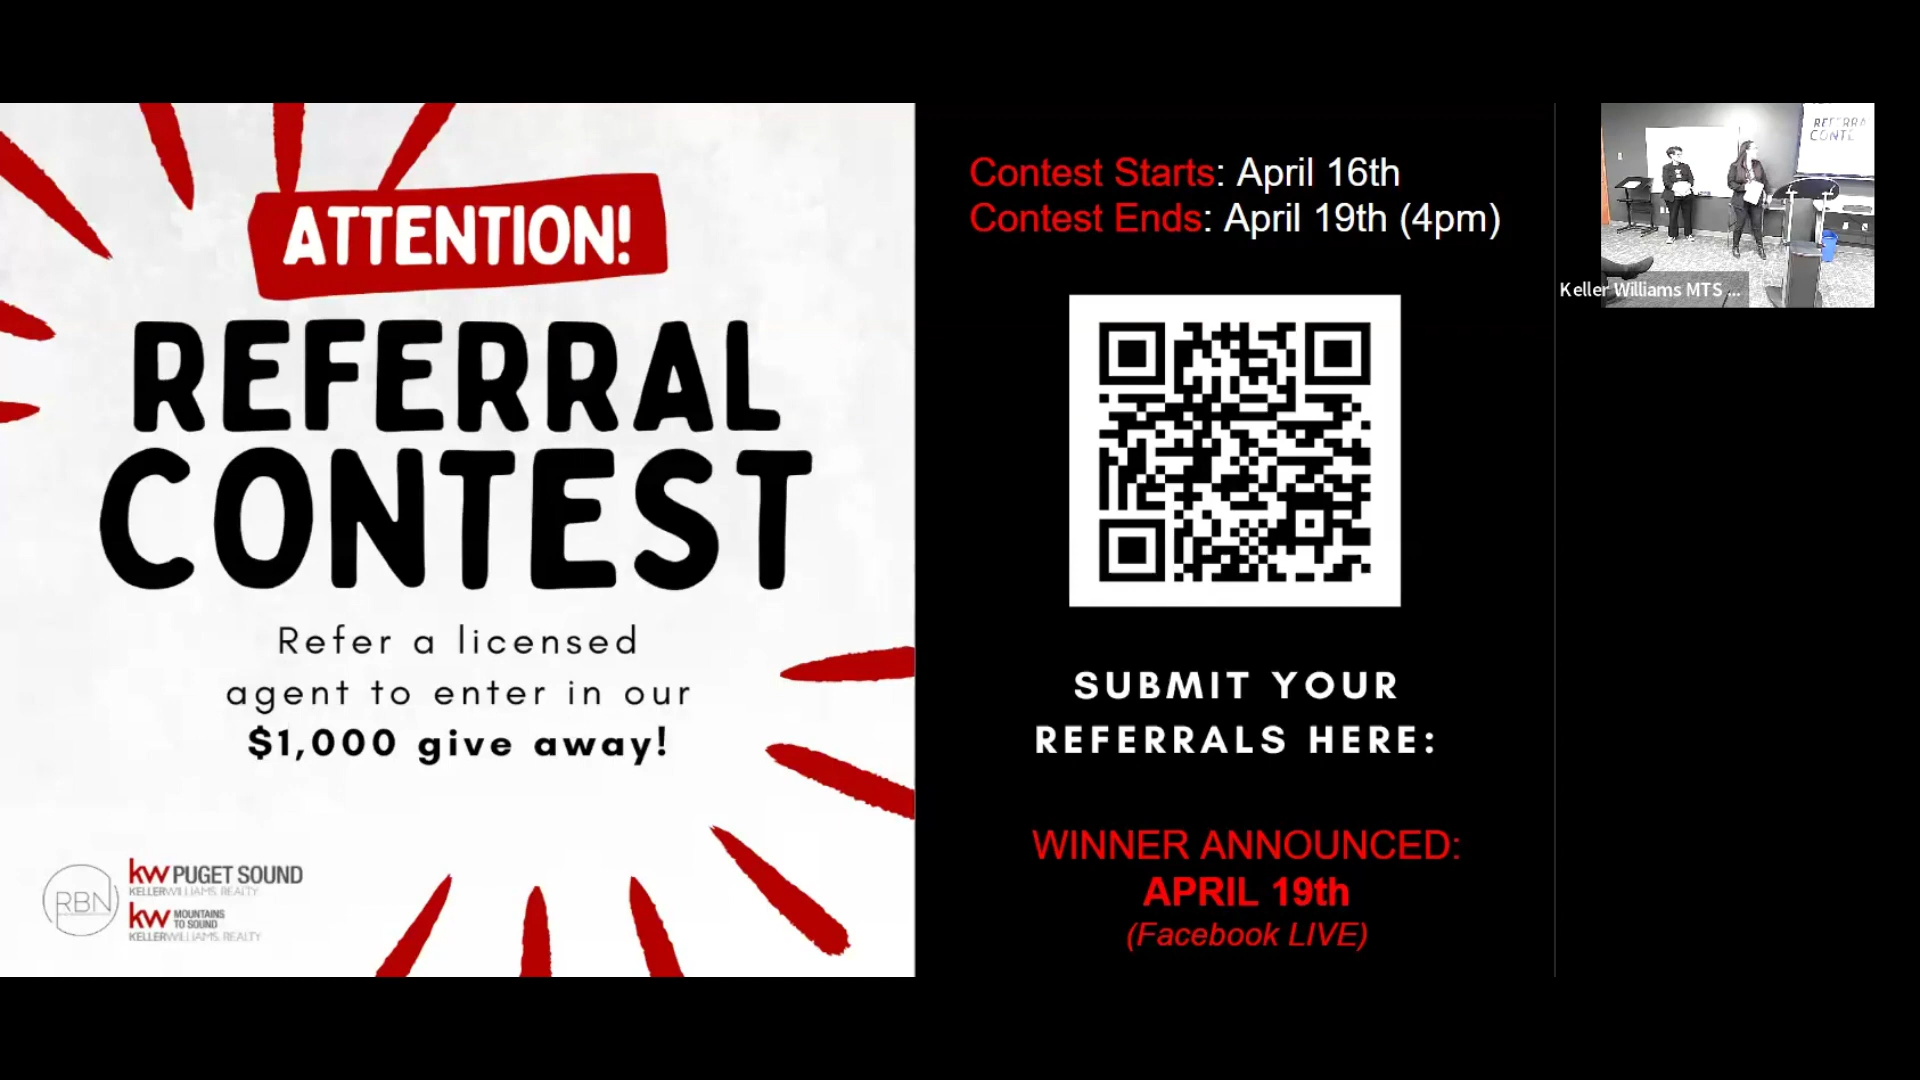 ATTENTION!
REFERRAL
CONTEST
Refer a licensed
agent to enter in our
$1,000 give away!
RBN
kw PUGET SOUND
KELLERWILLIAMS. REALTY
kw MOUNTAINS
TO SOUND
KELLERWILLIAMS. REALTY
Contest Starts: April 16th
Contest Ends: April 19th (4pm)
SUBMIT YOUR
REFERRALS HERE:
WINNER ANNOUNCED:
APRIL 19th
(Facebook LIVE)
REFERRA
CONTE
Keller Williams MTS ...